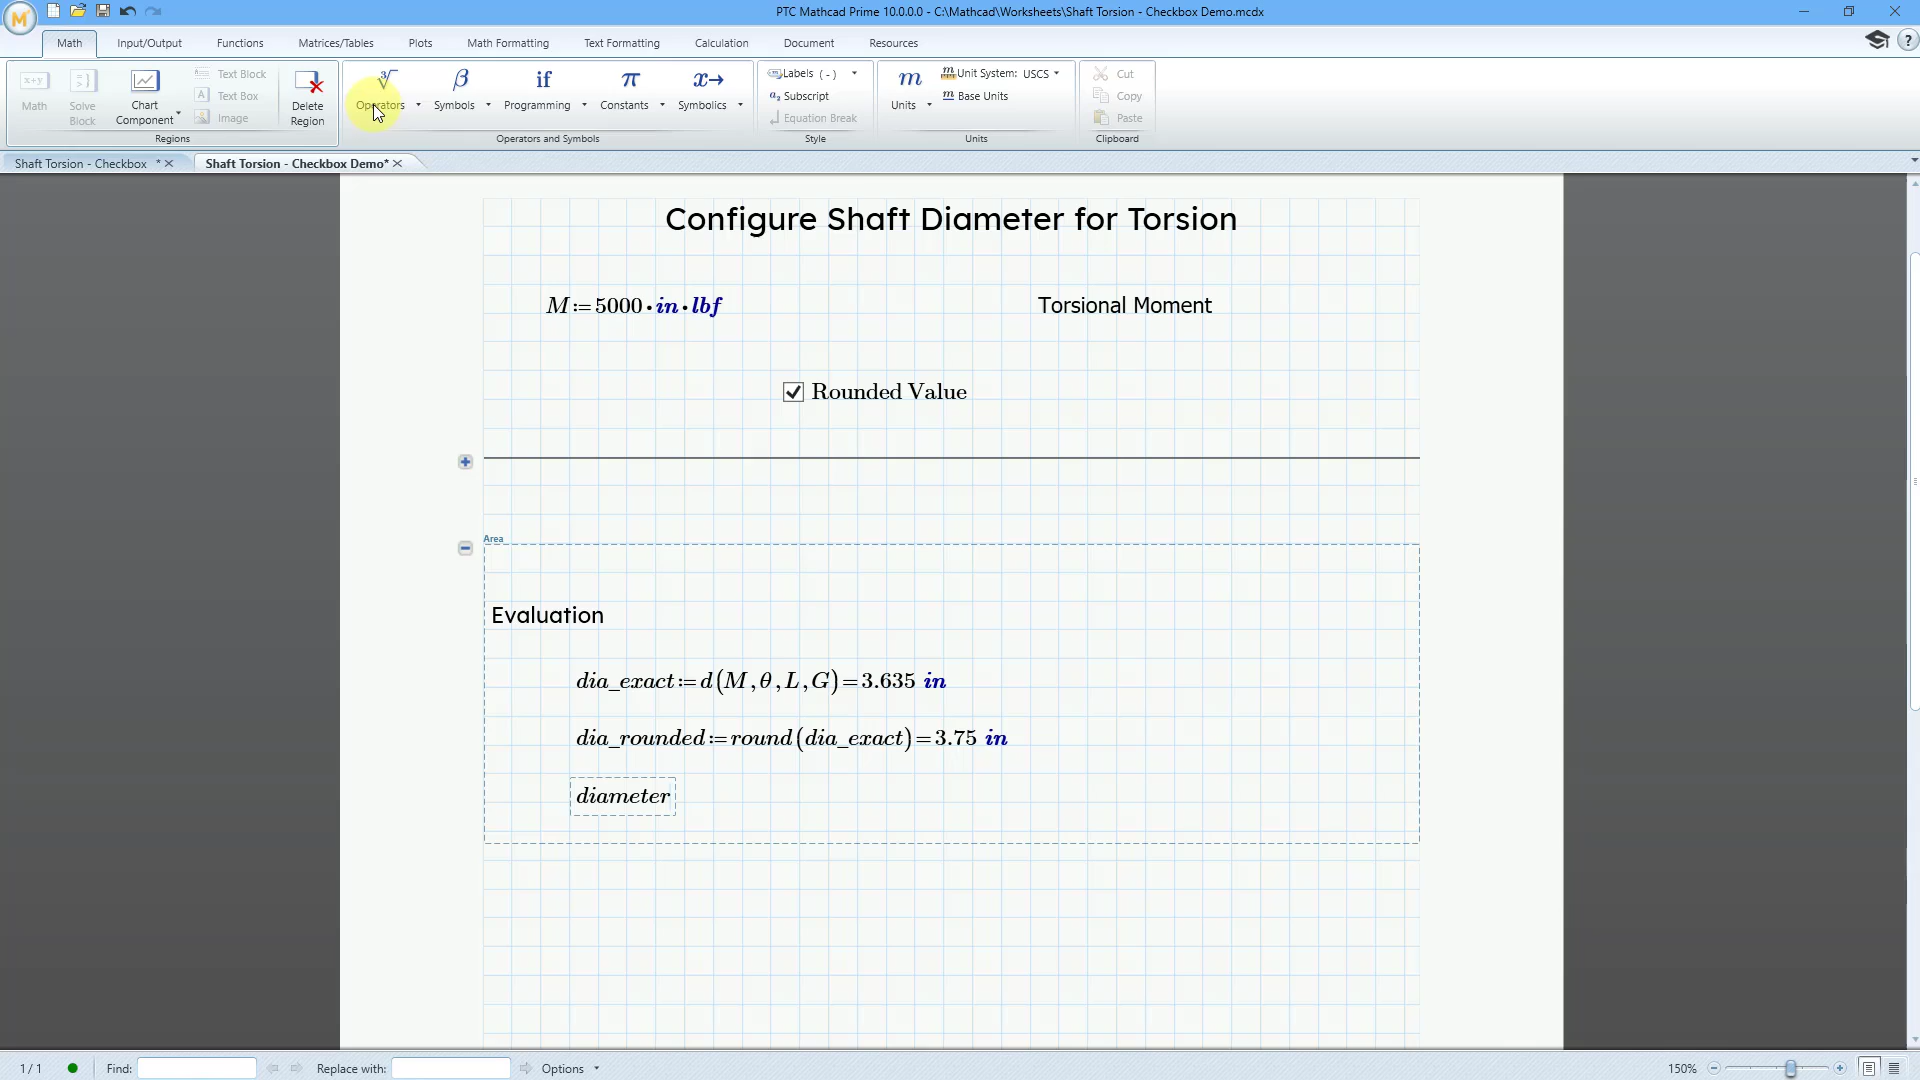 PTC Mathcad Prime 10.0.0.0 - C:\Mathcad\Worksheets\Shaft Torsion - Checkbox Demo.mcdx
Math Input/Output Functions Matrices/Tables Plots Math Formatting Text Formatting Calculation Document Resources
Math
Solve Block
Chart Component
Text Block
Text Box
Image
Delete Region
Regions
Operators
β Symbols
if Programming
π Constants
x→ Symbolics
Operators and Symbols
Labels (-)
Subscript
Equation Break
Style
m Units
Unit System: USCS
Base Units
Units
Cut
Copy
Paste
Clipboard
Shaft Torsion - Checkbox *
Shaft Torsion - Checkbox Demo*
Configure Shaft Diameter for Torsion
M:=5000·in·lbf
Torsional Moment
Rounded Value
Area
Evaluation
dia_exact:=d(M,θ,L,G)=3.635 in
dia_rounded:=round(dia_exact)=3.75 in
diameter
1 / 1 Find: Replace with: Options 150%